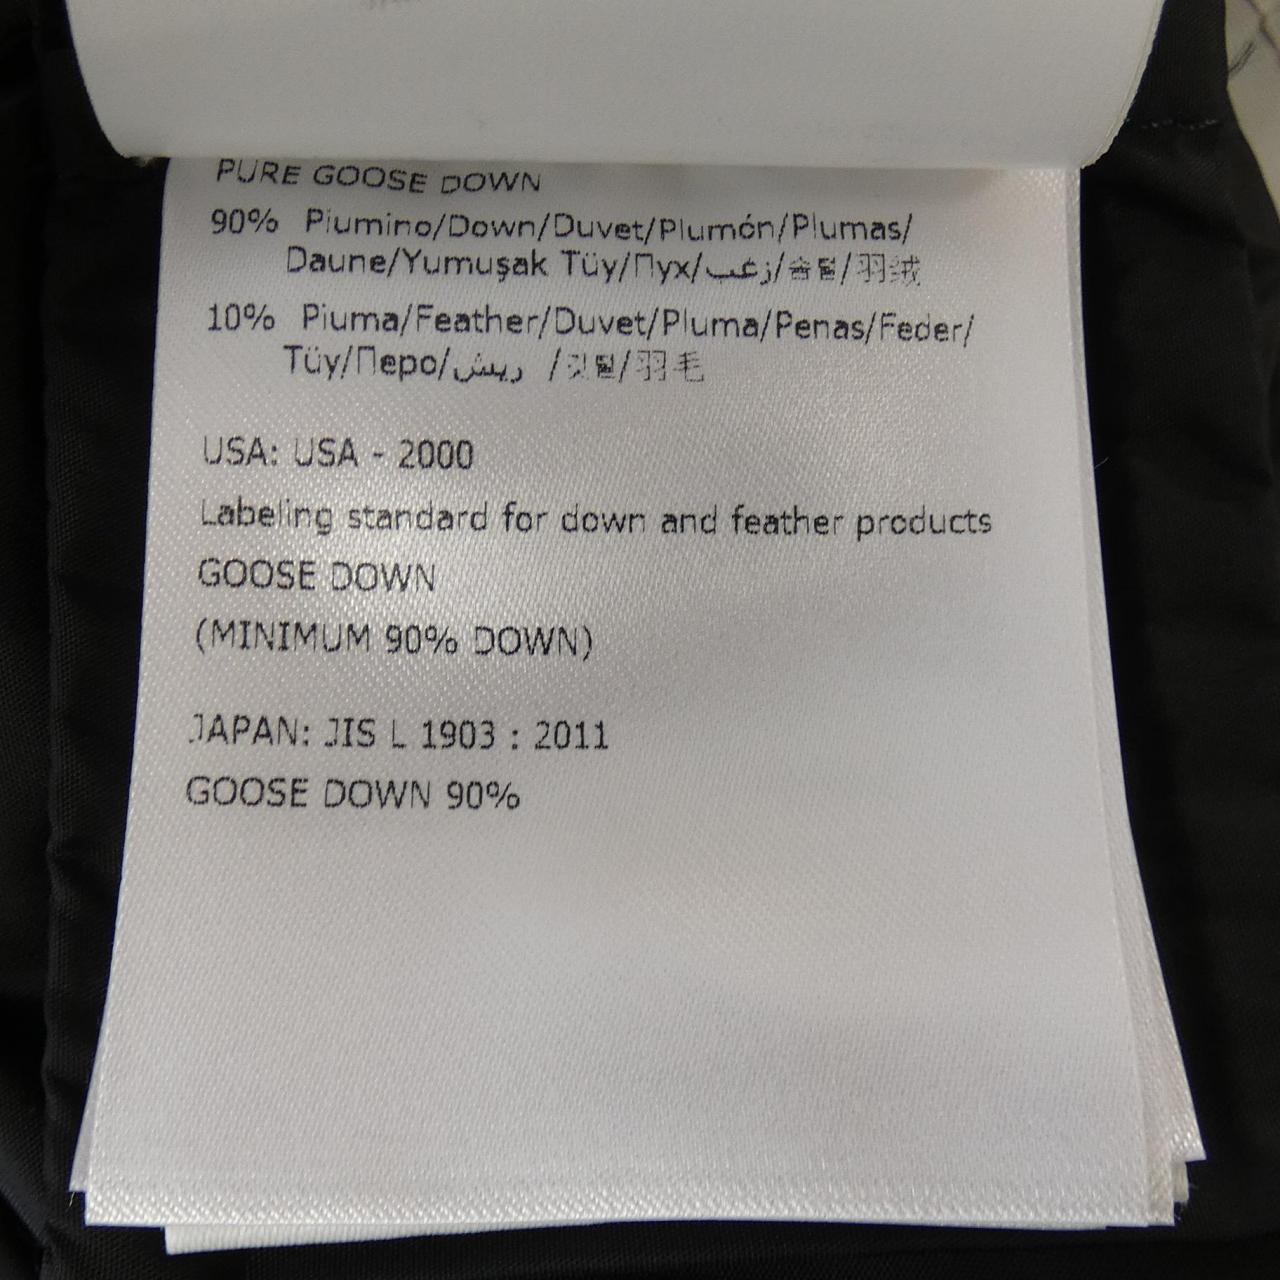 PURE GOOSE DOWN
90% Piumino/Down/Duvet/Plumón/Plumas/
Daune/Yumuşak Tüy/Пух/زغب/솜털/羽绒
10% Piuma/Feather/Duvet/Pluma/Penas/Feder/
Tüy/Перо/ريش /깃털/羽毛
USA: USA - 2000
Labeling standard for down and feather products
GOOSE DOWN
(MINIMUM 90% DOWN)
JAPAN: JIS L 1903 : 2011
GOOSE DOWN 90%